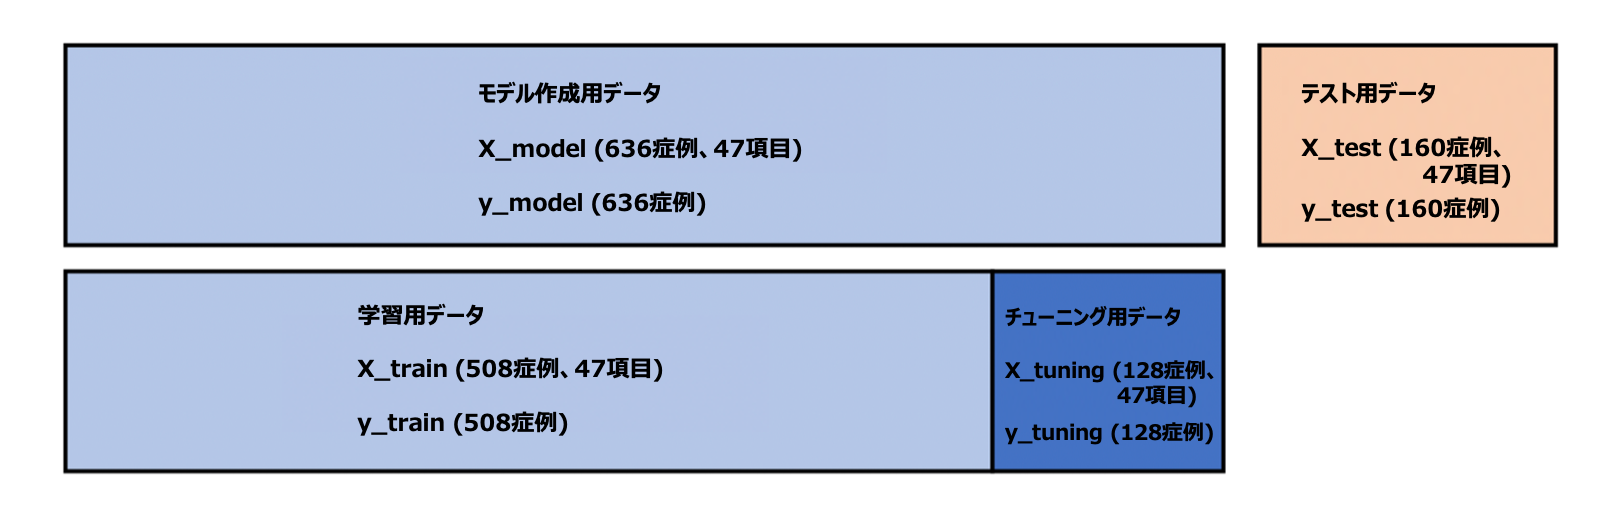 モデル作成用データ
X_model (636症例、47項目)
y_model (636症例)
テスト用データ
X_test (160症例、
47項目)
y_test (160症例)
学習用データ
X_train (508症例、47項目)
y_train (508症例)
チューニング用データ
X_tuning (128症例、
47項目)
y_tuning (128症例)